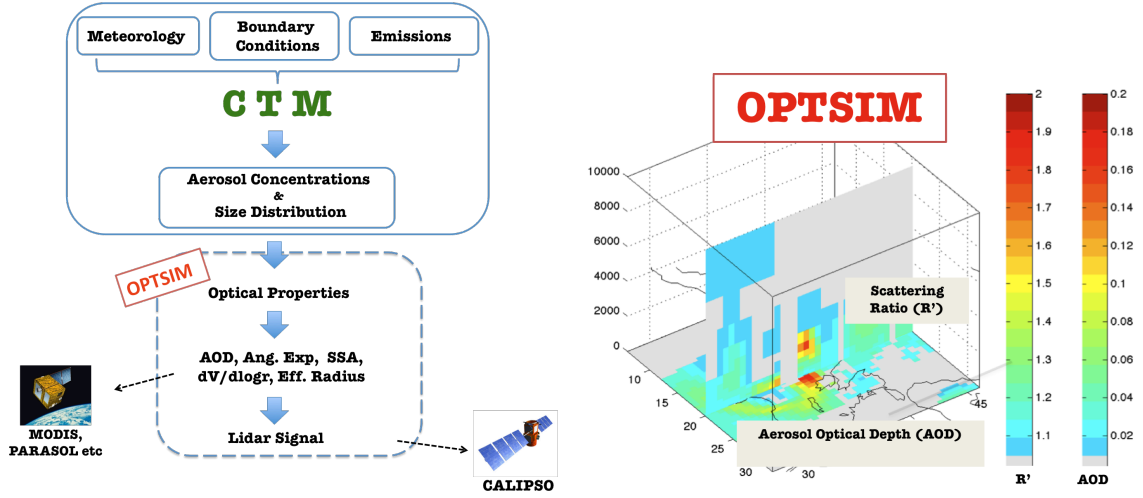 Meteorology
Boundary
Conditions
Emissions
C T M
Aerosol Concentrations
&
Size Distribution
OPTSIM
Optical Properties
AOD, Ang. Exp, SSA,
dV/dlogr, Eff. Radius
Lidar Signal
MODIS,
PARASOL etc
CALIPSO
OPTSIM
10000
8000
6000
4000
2000
0
10
15
20
25
30
30
45
Scattering
Ratio (R')
Aerosol Optical Depth (AOD)
2
1.9
1.8
1.7
1.6
1.5
1.4
1.3
1.2
1.1
R'
0.2
0.18
0.16
0.14
0.12
0.1
0.08
0.06
0.04
0.02
AOD